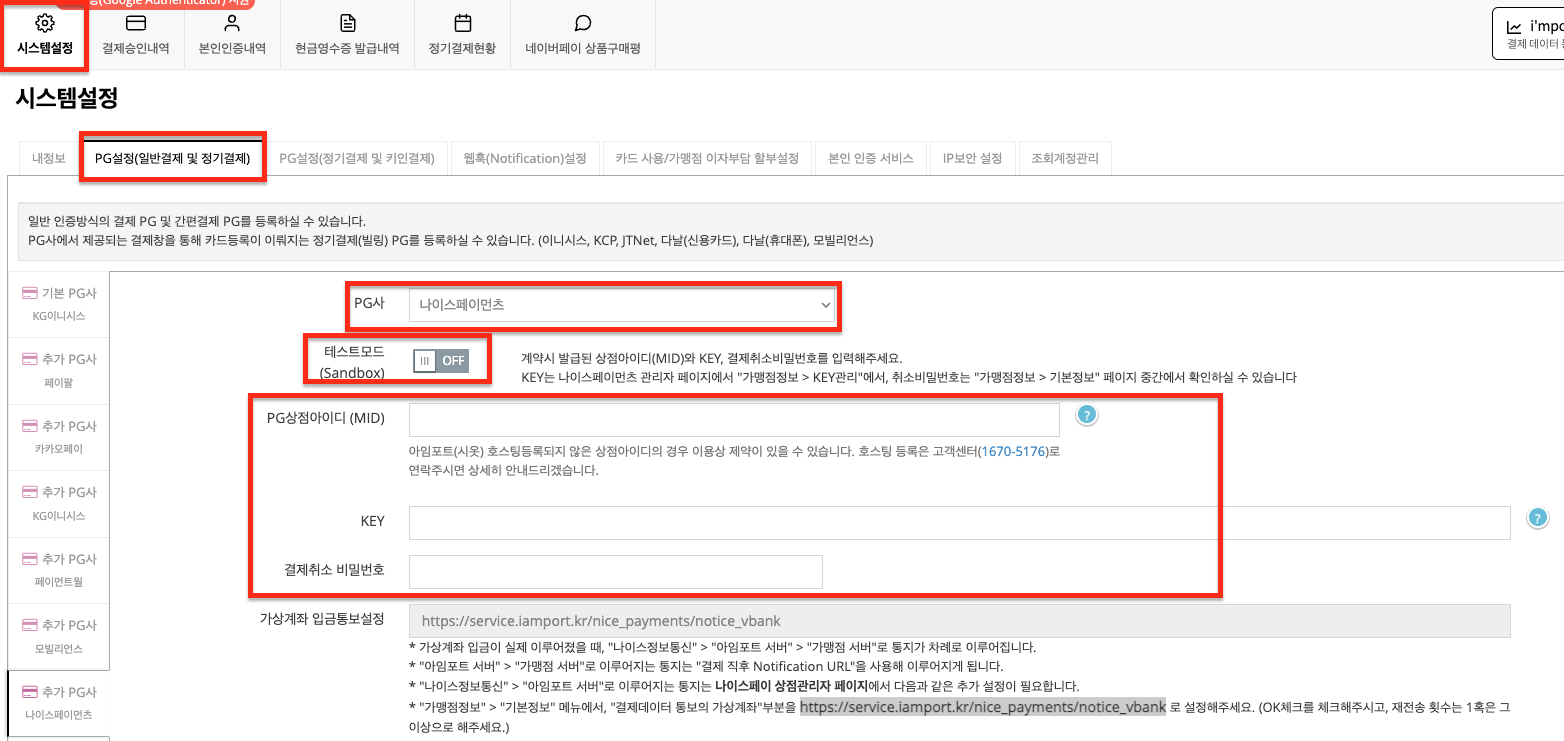 (Google Authenticator) 지원
시스템설정
결제승인내역
본인인증내역
현금영수증 발급내역
정기결제현황
네이버페이 상품구매평
i'mpo
결제 데이터
시스템설정
내정보
PG설정(일반결제 및 정기결제)
PG설정(정기결제 및 키인결제)
웹훅(Notification)설정
카드 사용/가맹점 이자부담 할부설정
본인 인증 서비스
IP보안 설정
조회계정관리
일반 인증방식의 결제 PG 및 간편결제 PG를 등록하실 수 있습니다.
PG사에서 제공되는 결제창을 통해 카드등록이 이뤄지는 정기결제(빌링) PG를 등록하실 수 있습니다. (이니시스, KCP, JTNet, 다날(신용카드), 다날(휴대폰), 모빌리언스)
기본 PG사
KG이니시스
추가 PG사
페이팔
추가 PG사
카카오페이
추가 PG사
KG이니시스
추가 PG사
페이먼트월
추가 PG사
모빌리언스
추가 PG사
나이스페이먼츠
PG사
나이스페이먼츠
테스트모드
(Sandbox)
OFF
계약시 발급된 상점아이디(MID)와 KEY, 결제취소비밀번호를 입력해주세요.
KEY는 나이스페이먼츠 관리자 페이지에서 "가맹점정보 > KEY관리"에서, 취소비밀번호는 "가맹점정보 > 기본정보" 페이지 중간에서 확인하실 수 있습니다
PG상점아이디 (MID)
?
아임포트(시옷) 호스팅등록되지 않은 상점아이디의 경우 이용상 제약이 있을 수 있습니다. 호스팅 등록은 고객센터(1670-5176)로
연락주시면 상세히 안내드리겠습니다.
KEY
?
결제취소 비밀번호
가상계좌 입금통보설정
https://service.iamport.kr/nice_payments/notice_vbank
* 가상계좌 입금이 실제 이루어졌을 때, "나이스정보통신" > "아임포트 서버" > "가맹점 서버"로 통지가 차례로 이루어집니다.
* "아임포트 서버" > "가맹점 서버"로 이루어지는 통지는 "결제 직후 Notification URL"을 사용해 이루어지게 됩니다.
* "나이스정보통신" > "아임포트 서버"로 이루어지는 통지는 나이스페이 상점관리자 페이지에서 다음과 같은 추가 설정이 필요합니다.
* "가맹점정보" > "기본정보" 메뉴에서, "결제데이터 통보의 가상계좌"부분을 https://service.iamport.kr/nice_payments/notice_vbank 로 설정해주세요. (OK체크를 체크해주시고, 재전송 횟수는 1혹은 그
이상으로 해주세요.)